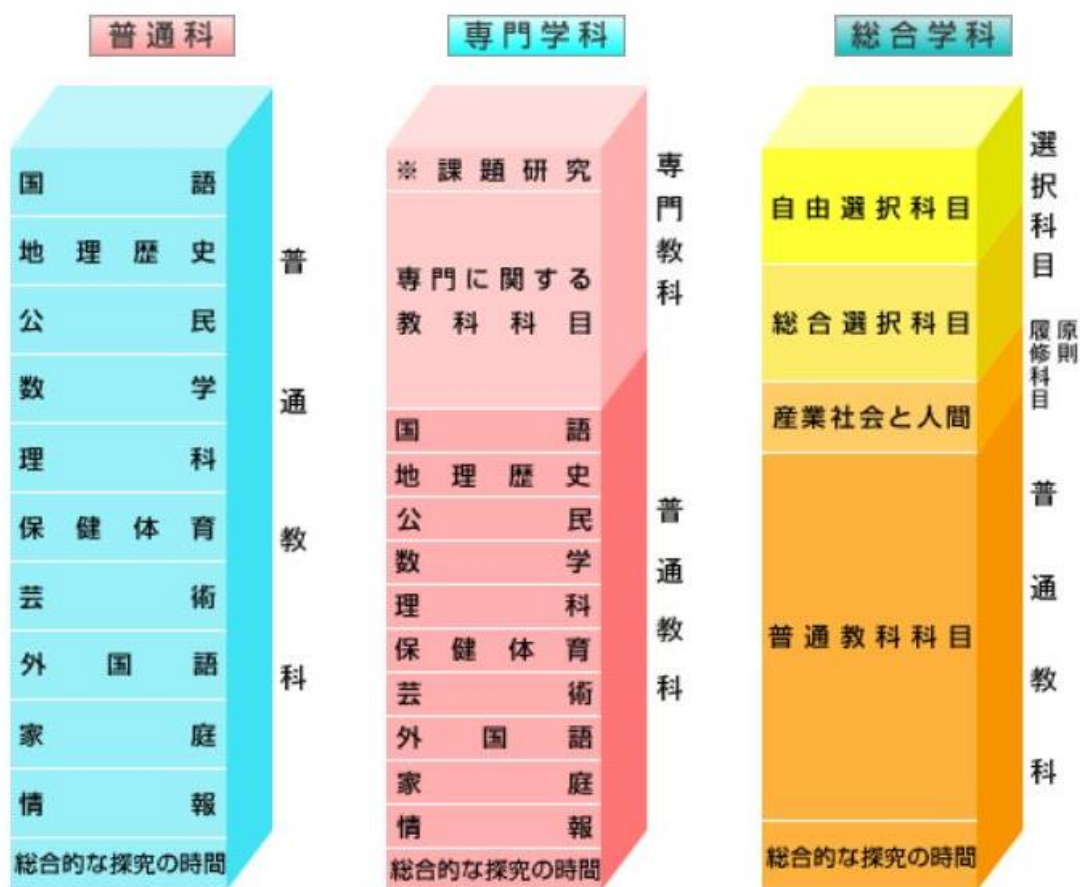 普通科
国語
地理歴史
公民
数学
理科
保健体育
芸術
外国語
家庭
情報
総合的な探究の時間
普通教科
専門学科
※課題研究
専門に関する
教科科目
国語
地理歴史
公民
数学
理科
保健体育
芸術
外国語
家庭
情報
総合的な探究の時間
専門教科
普通教科
総合学科
自由選択科目
総合選択科目
産業社会と人間
普通教科科目
総合的な探究の時間
選択科目
原則
履修科目
普通教科